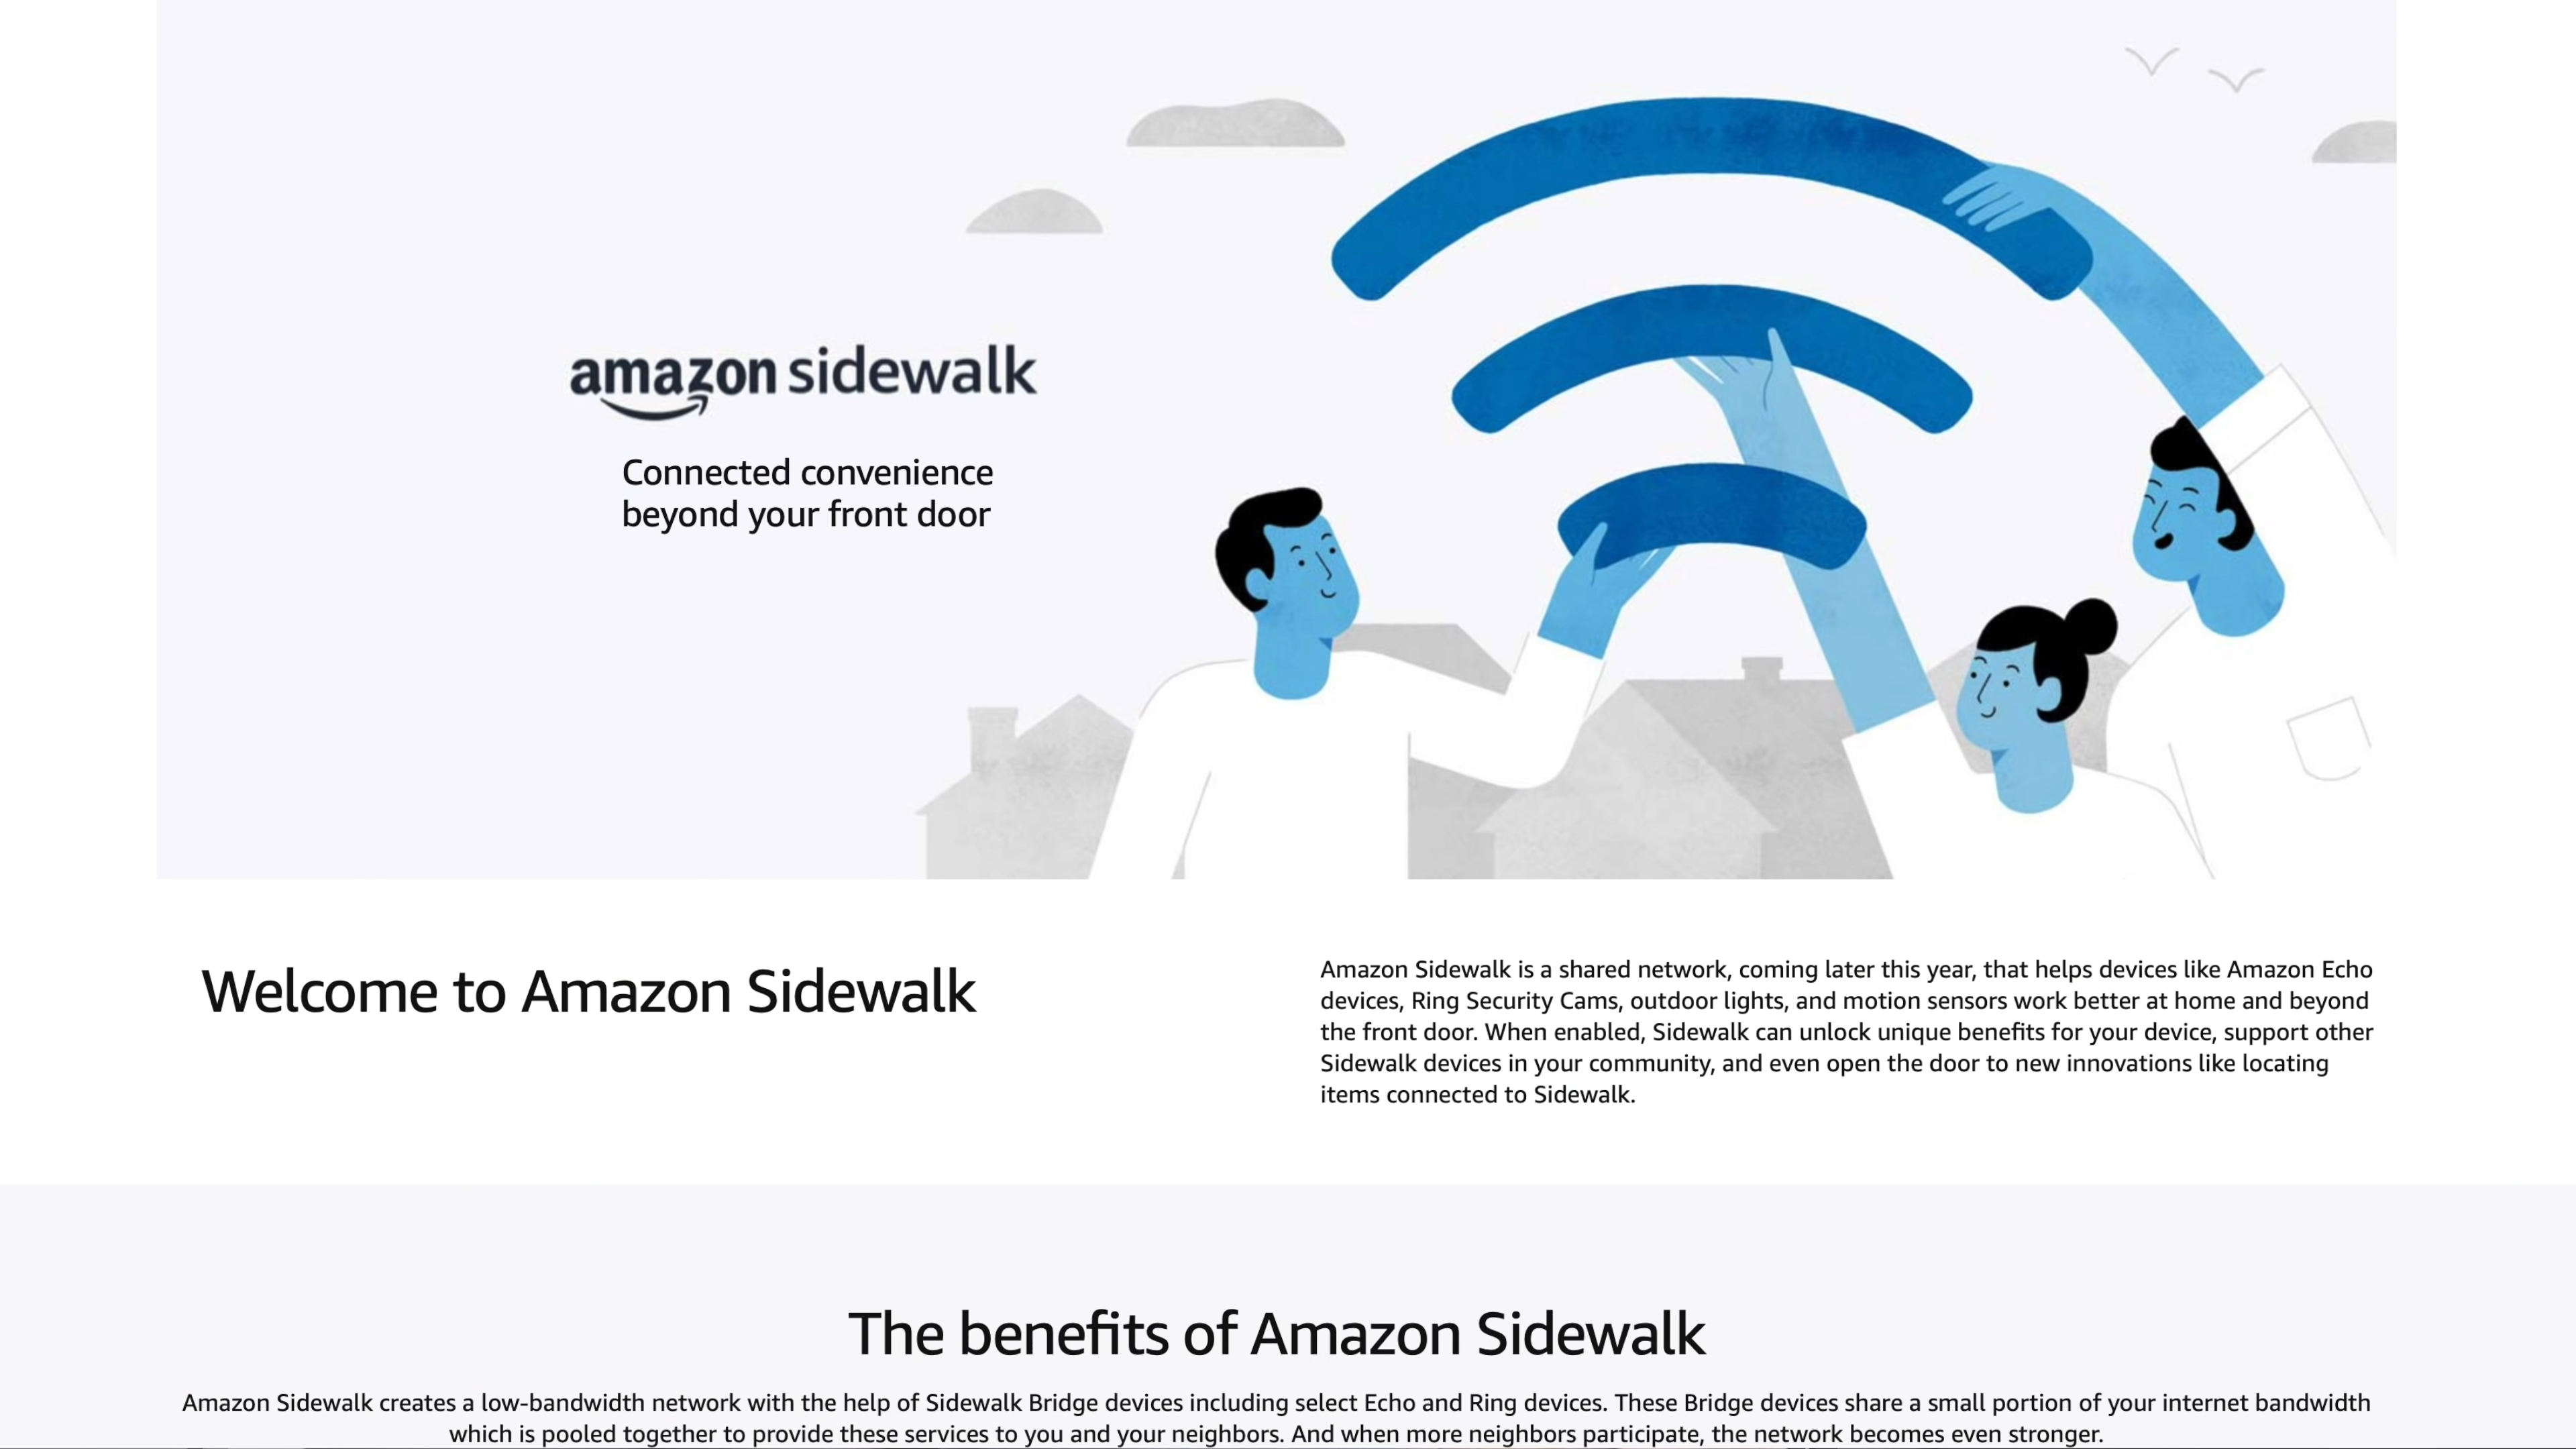 amazon sidewalk
Connected convenience
beyond your front door
Welcome to Amazon Sidewalk
Amazon Sidewalk is a shared network, coming later this year, that helps devices like Amazon Echo
devices, Ring Security Cams, outdoor lights, and motion sensors work better at home and beyond
the front door. When enabled, Sidewalk can unlock unique benefits for your device, support other
Sidewalk devices in your community, and even open the door to new innovations like locating
items connected to Sidewalk.
The benefits of Amazon Sidewalk
Amazon Sidewalk creates a low-bandwidth network with the help of Sidewalk Bridge devices including select Echo and Ring devices. These Bridge devices share a small portion of your internet bandwidth
which is pooled together to provide these services to you and your neighbors. And when more neighbors participate, the network becomes even stronger.